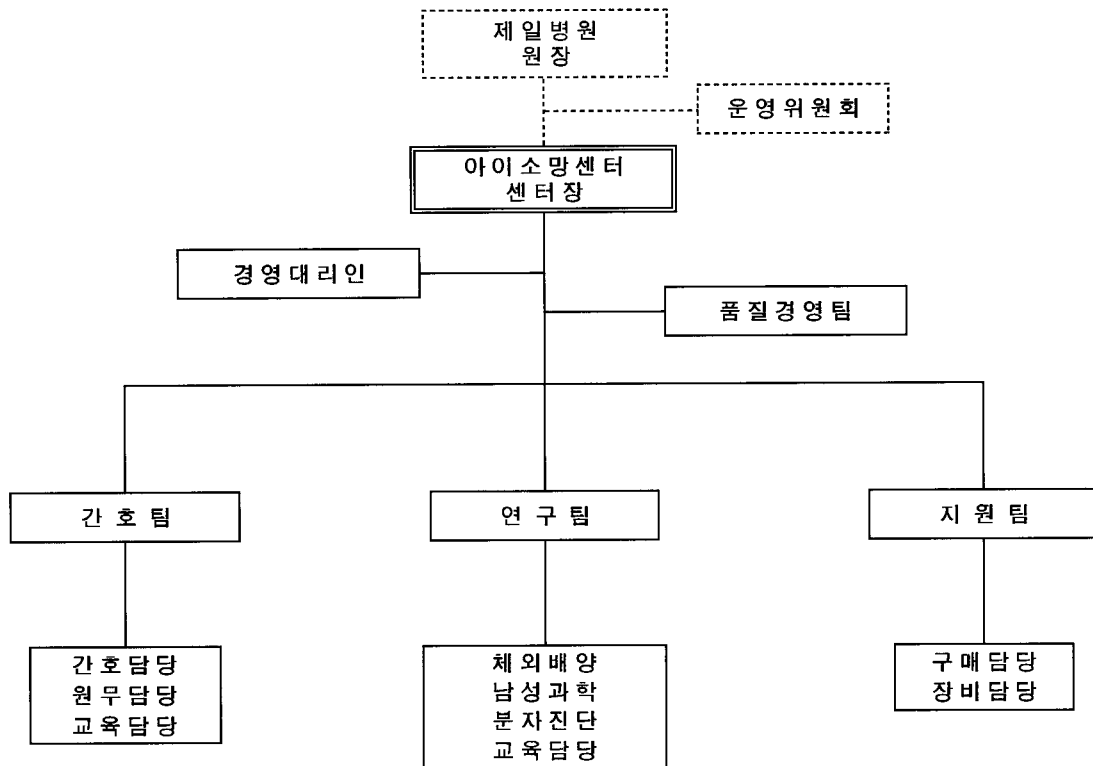 제일병원
원장
운영위원회
아이소망센터
센터장
경영대리인
품질경영팀
간호팀
연구팀
지원팀
간호담당
원무담당
교육담당
체외배양
남성과학
분자진단
교육담당
구매담당
장비담당